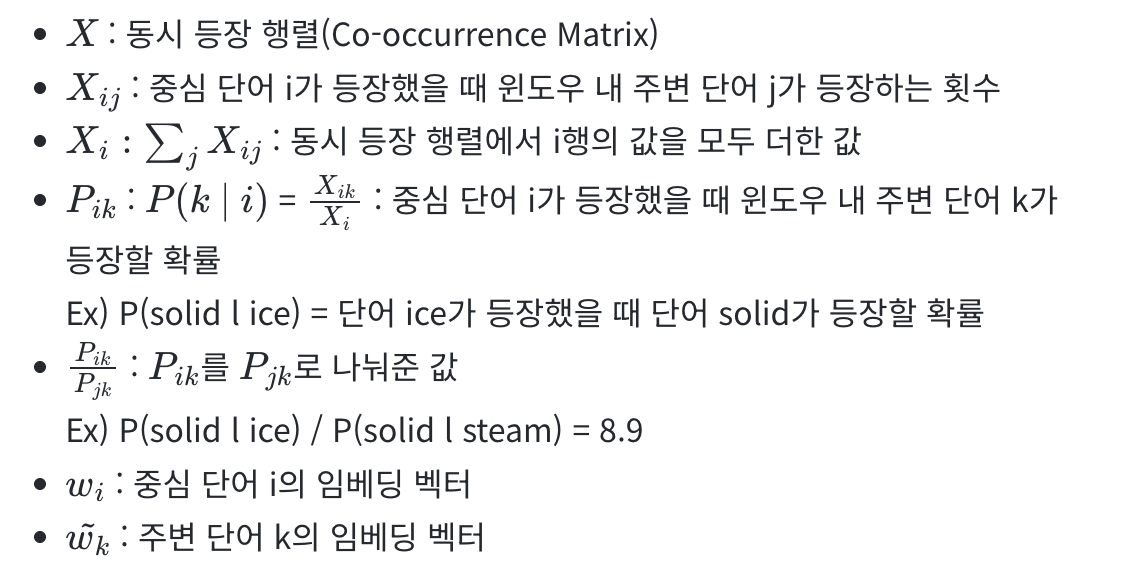 • X : 동시 등장 행렬(Co-occurrence Matrix)
• X_{ij} : 중심 단어 i가 등장했을 때 윈도우 내 주변 단어 j가 등장하는 횟수
• X_i : ∑_j X_{ij} : 동시 등장 행렬에서 i행의 값을 모두 더한 값
• P_{ik} : P(k | i) = \frac{X_{ik}}{X_i} : 중심 단어 i가 등장했을 때 윈도우 내 주변 단어 k가
등장할 확률
Ex) P(solid l ice) = 단어 ice가 등장했을 때 단어 solid가 등장할 확률
• \frac{P_{ik}}{P_{jk}} : P_{ik}를 P_{jk}로 나눠준 값
Ex) P(solid l ice) / P(solid l steam) = 8.9
• w_i : 중심 단어 i의 임베딩 벡터
• \tilde{w}_k : 주변 단어 k의 임베딩 벡터